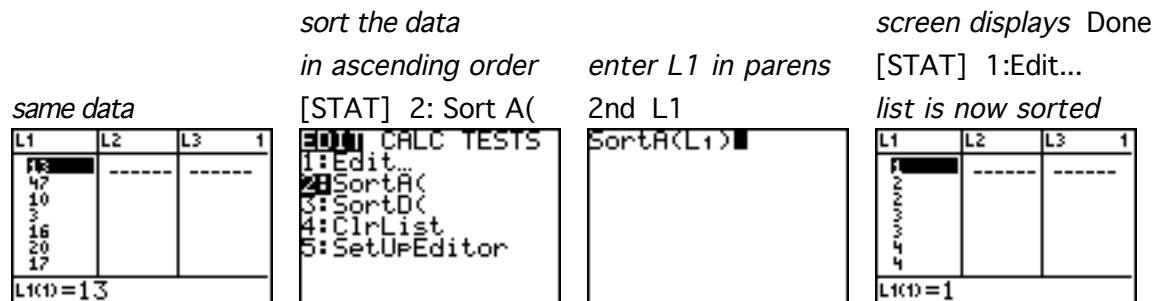 same data
sort the data
in ascending order
[STAT] 2: Sort A(
enter L1 in parens
2nd L1
screen displays Done
[STAT] 1:Edit...
list is now sorted
L1 L2 L3 1
13 ------ ------
47
10
3
16
20
17
L1(1)=13
EDIT CALC TESTS
1:Edit…
2:SortA(
3:SortD(
4:ClrList
5:SetUpEditor
SortA(L1)
L1 L2 L3 1
1 ------ ------
2
2
3
3
4
4
L1(1)=1